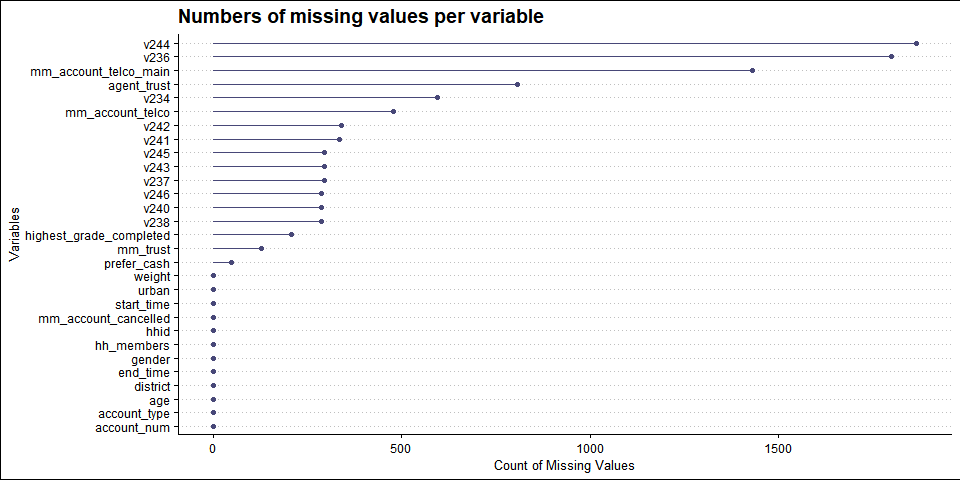 Numbers of missing values per variable
v244
v236
mm_account_telco_main
agent_trust
v234
mm_account_telco
v242
v241
v245
v243
v237
v246
v240
v238
highest_grade_completed
mm_trust
prefer_cash
weight
urban
start_time
mm_account_cancelled
hhid
hh_members
gender
end_time
district
age
account_type
account_num
Variables
0 500 1000 1500
Count of Missing Values